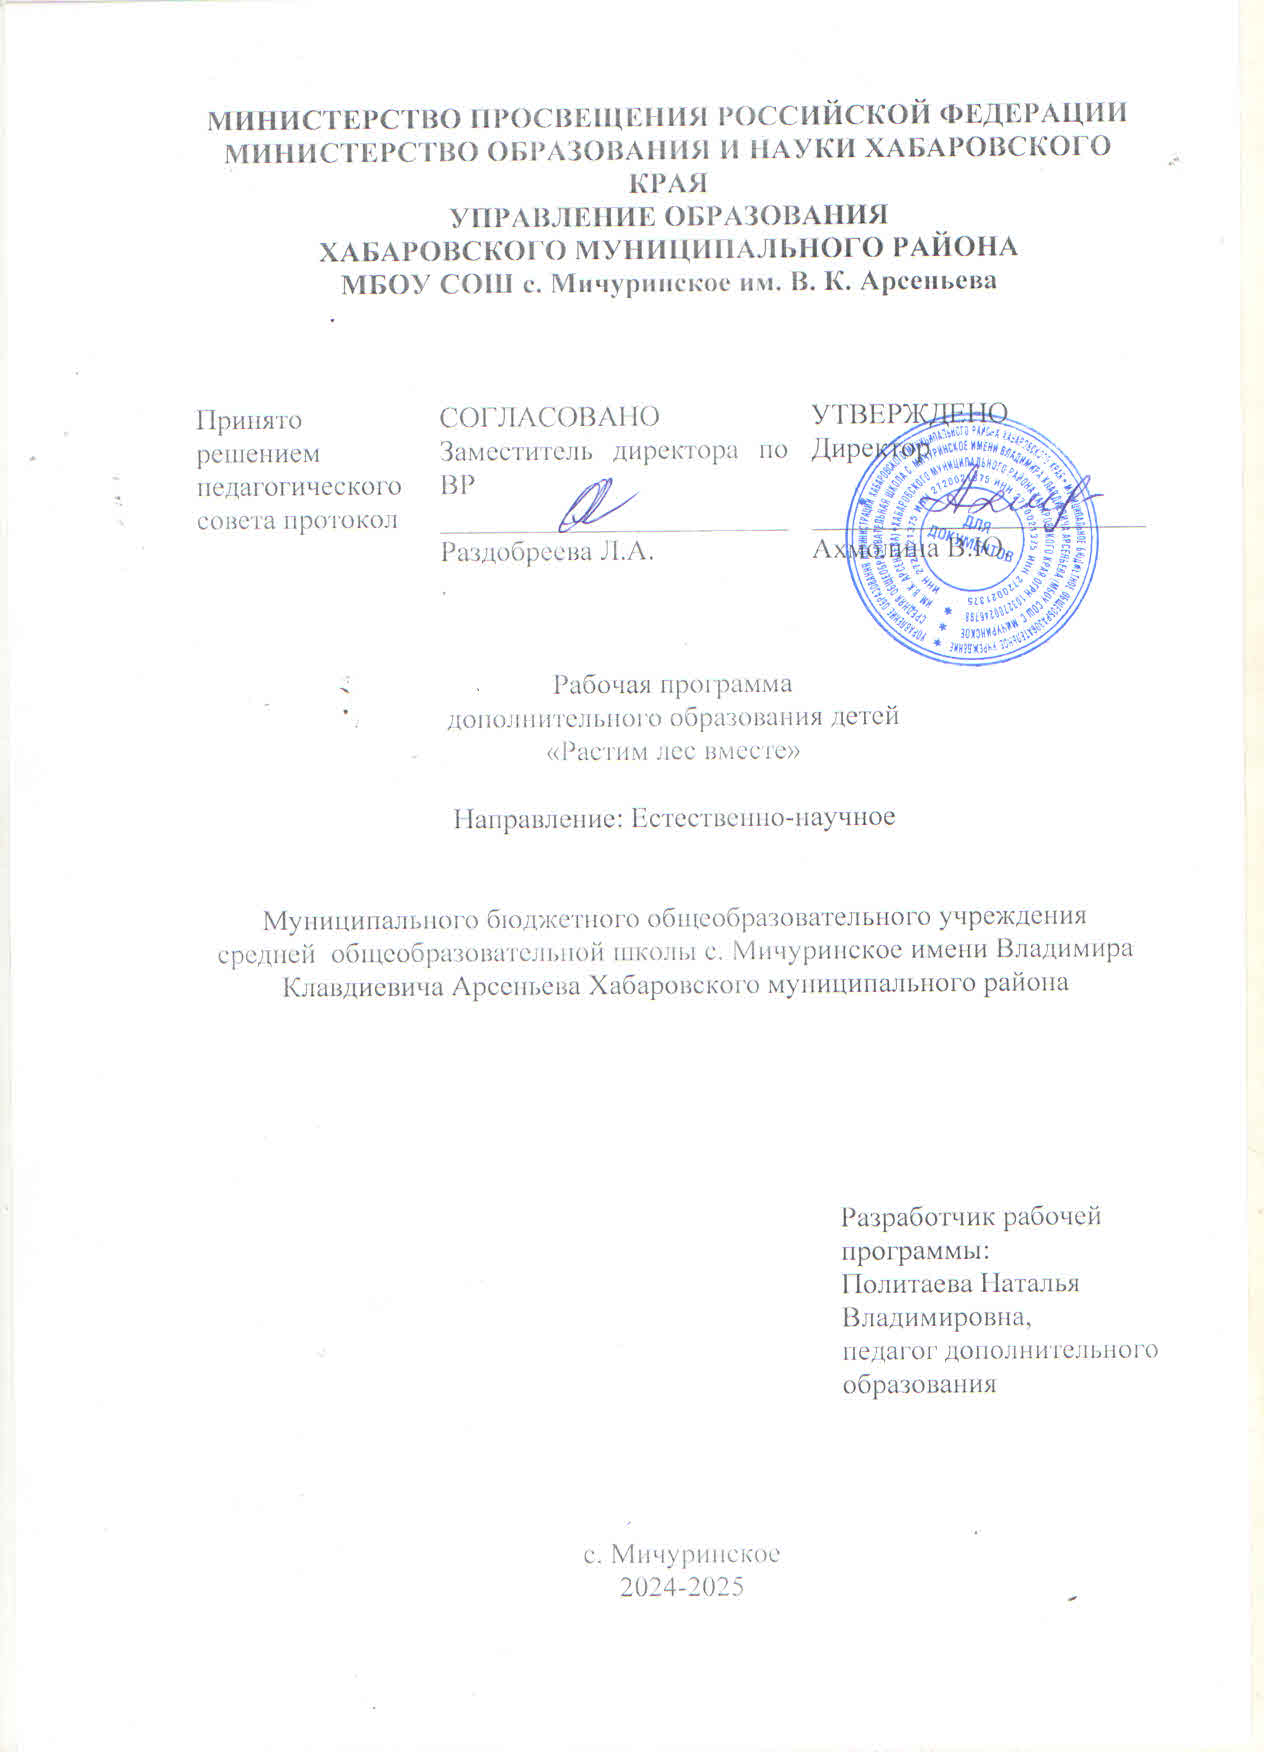 МИНИСТЕРСТВО ПРОСВЕЩЕНИЯ РОССИЙСКОЙ ФЕДЕРАЦИИ
МИНИСТЕРСТВО ОБРАЗОВАНИЯ И НАУКИ ХАБАРОВСКОГО
КРАЯ
УПРАВЛЕНИЕ ОБРАЗОВАНИЯ
ХАБАРОВСКОГО МУНИЦИПАЛЬНОГО РАЙОНА
МБОУ СОШ с. Мичуринское им. В. К. Арсеньева
Принято
решением
педагогического
совета протокол
СОГЛАСОВАНО
Заместитель директора по
ВР
Раздобреева Л.А.
УТВЕРЖДЕНО
Директор
Ахмолина В.Ю.
ДЛЯ
ДОКУМЕНТОВ
Рабочая программа
дополнительного образования детей
«Растим лес вместе»
Направление: Естественно-научное
Муниципального бюджетного общеобразовательного учреждения
средней общеобразовательной школы с. Мичуринское имени Владимира
Клавдиевича Арсеньева Хабаровского муниципального района
Разработчик рабочей
программы:
Политаева Наталья
Владимировна,
педагог дополнительного
образования
с. Мичуринское
2024-2025